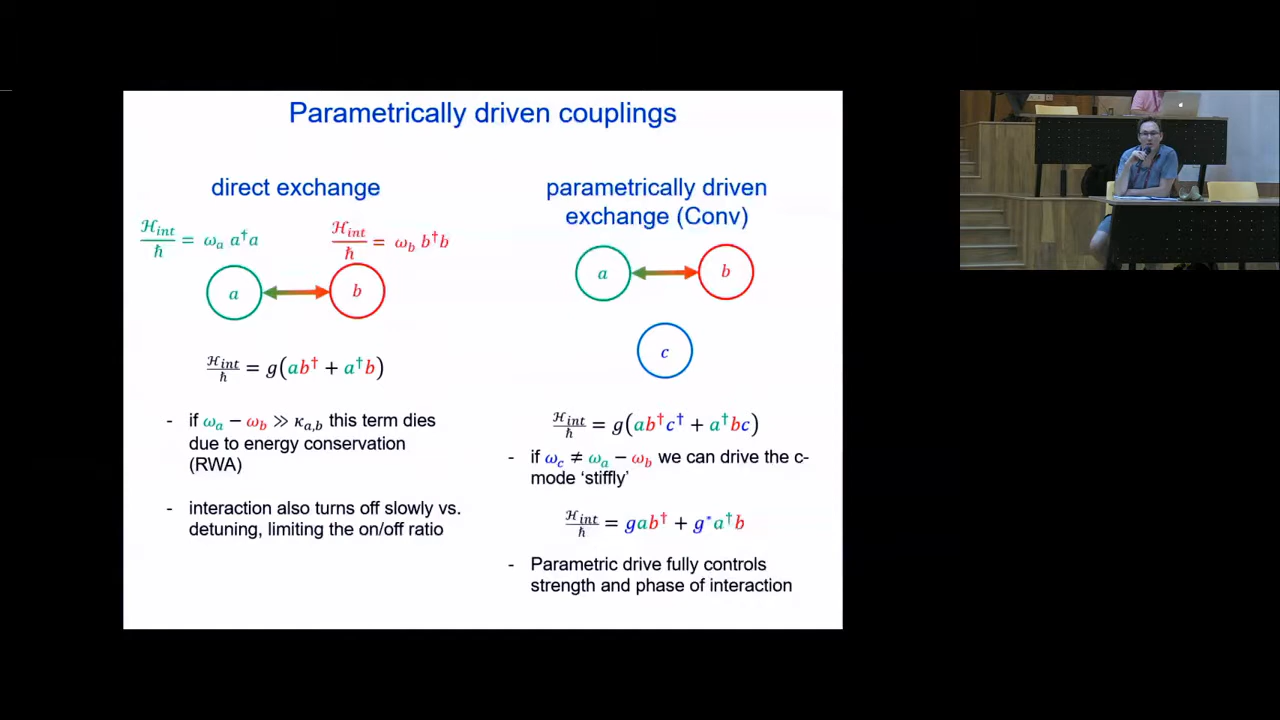 Parametrically driven couplings
direct exchange
ℋ_int/ħ = ω_a a†a
ℋ_int/ħ = ω_b b†b
a
b
ℋ_int/ħ = g(ab† + a†b)
- if ω_a − ω_b ≫ κ_a,b this term dies
due to energy conservation
(RWA)
- interaction also turns off slowly vs.
detuning, limiting the on/off ratio
parametrically driven
exchange (Conv)
a
b
c
ℋ_int/ħ = g(ab†c† + a†bc)
- if ω_c ≠ ω_a − ω_b we can drive the c-
mode ‘stiffly’
ℋ_int/ħ = gab† + g*a†b
- Parametric drive fully controls
strength and phase of interaction